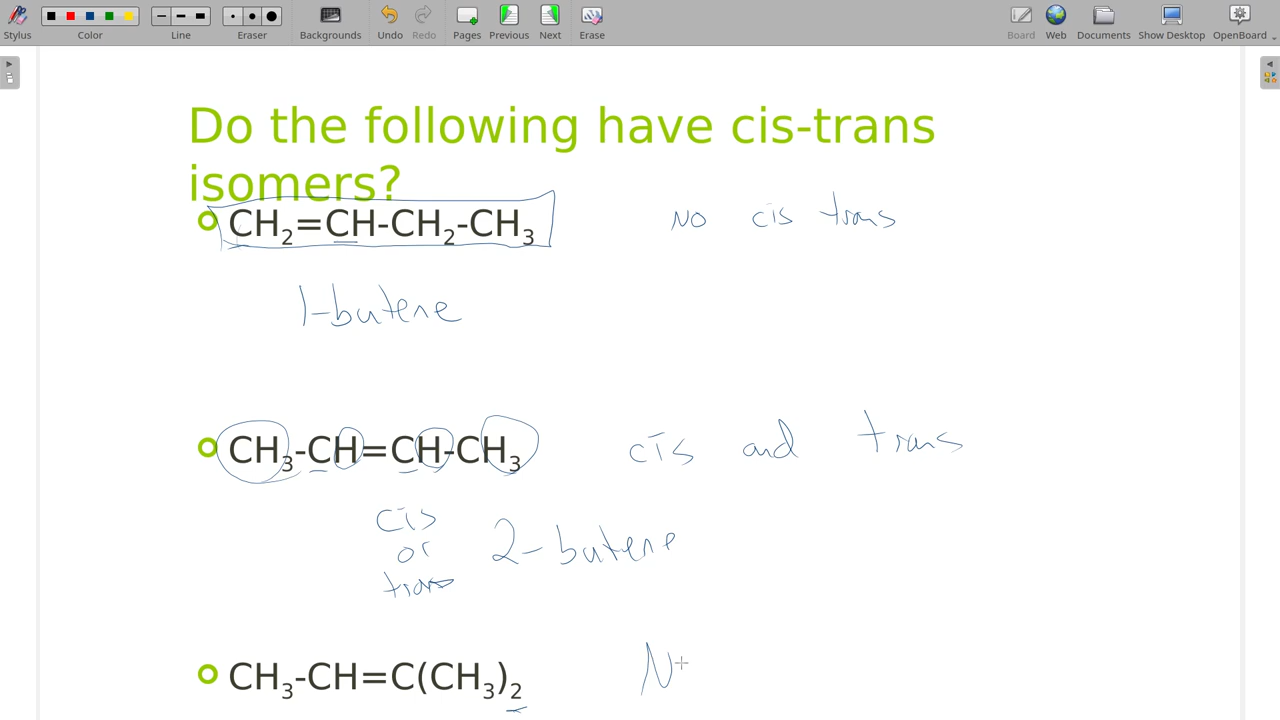 Stylus Color Line Eraser Backgrounds Undo Redo Pages Previous Next Erase Board Web Documents Show Desktop OpenBoard
Do the following have cis-trans
isomers?
CH₂=CH-CH₂-CH₃ NO cis trans
1-butene
CH₃-CH=CH-CH₃ cis and trans
cis
or 2-butene
trans
CH₃-CH=C(CH₃)₂ N